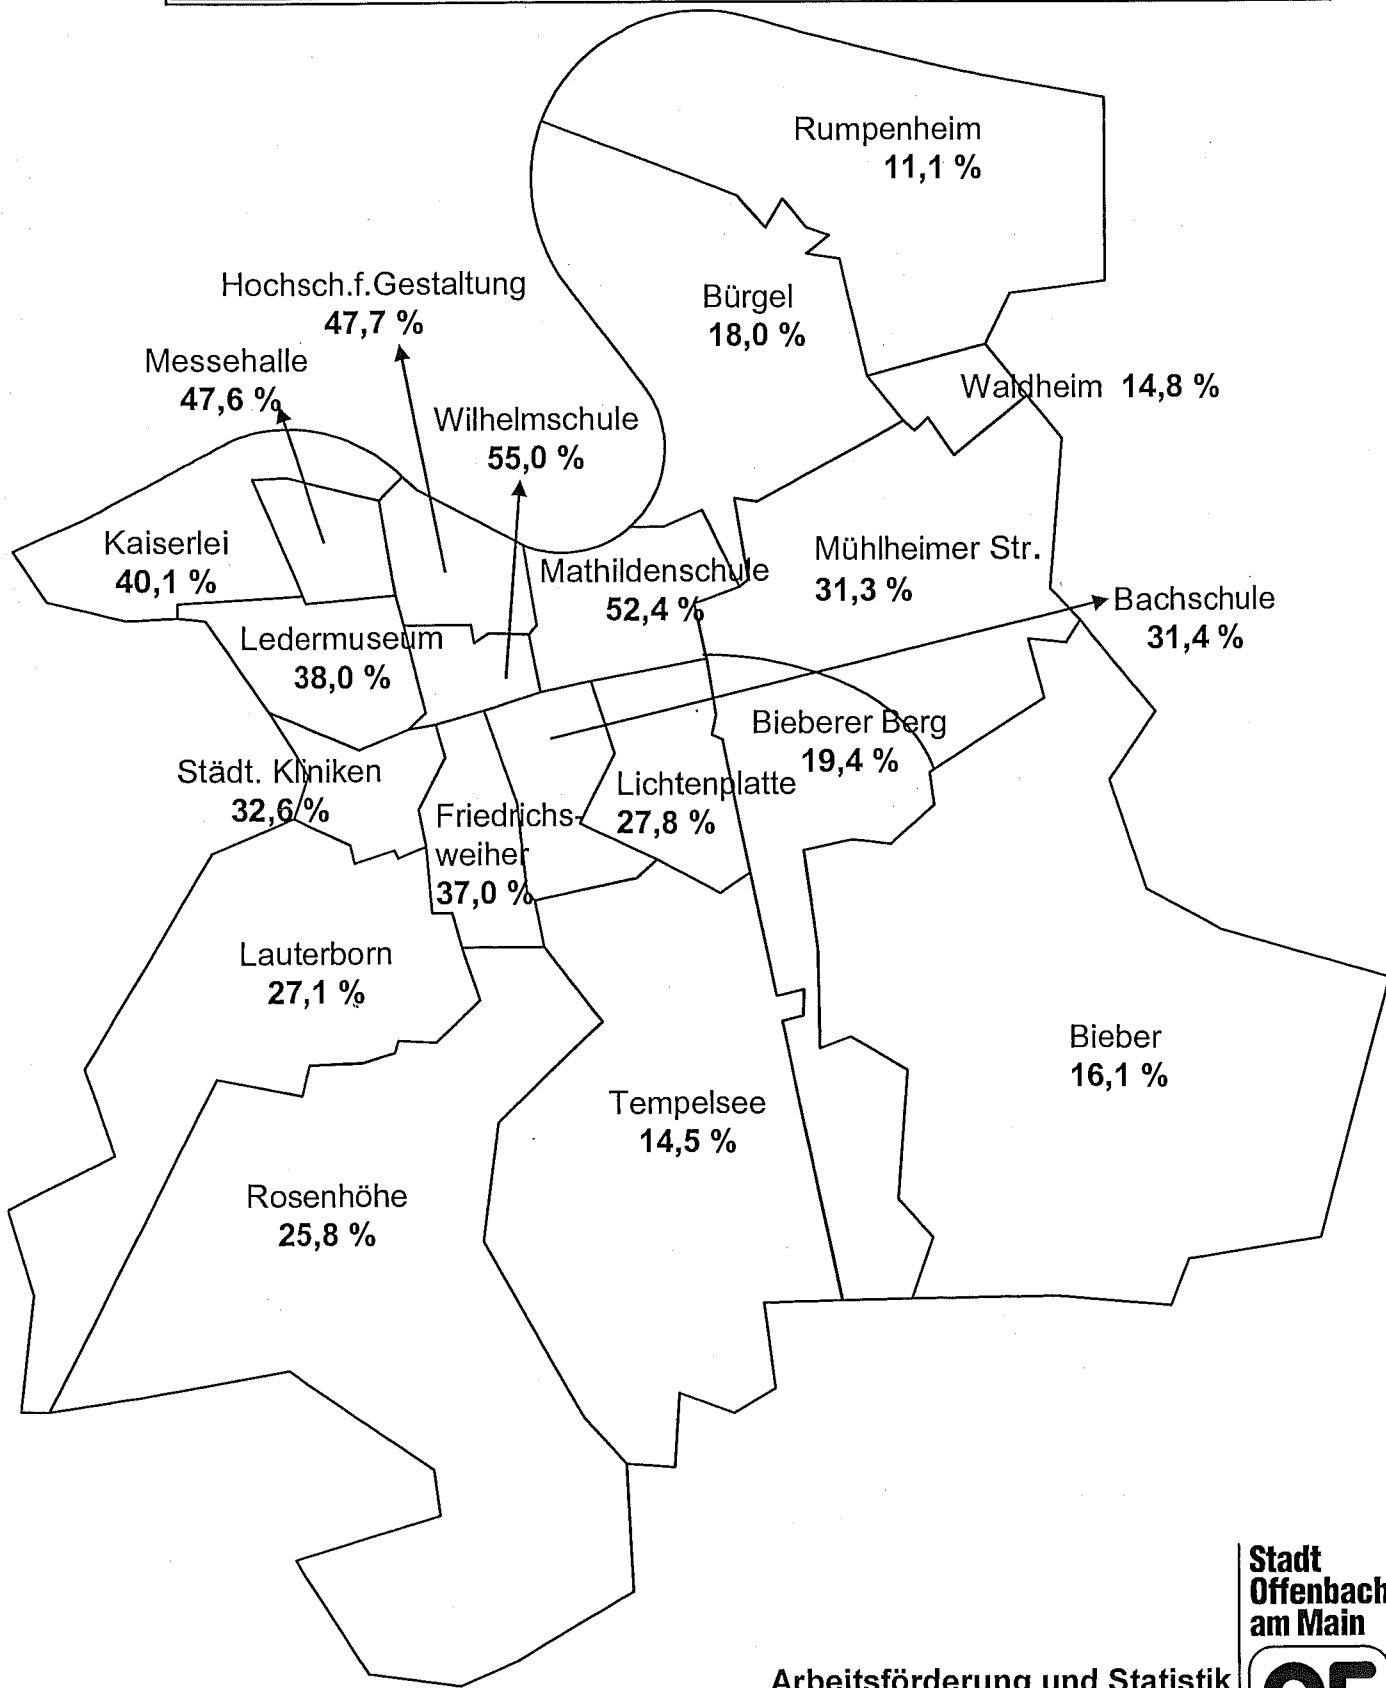 Rumpenheim
11,1 %
Hochsch.f.Gestaltung
47,7 %
Bürgel
18,0 %
Messehalle
47,6 %
Waldheim 14,8 %
Wilhelmschule
55,0 %
Kaiserlei
40,1 %
Mathildenschule
52,4 %
Mühlheimer Str.
31,3 %
Bachschule
31,4 %
Ledermuseum
38,0 %
Bieberer Berg
19,4 %
Städt. Kliniken
32,6 %
Lichtenplatte
27,8 %
Friedrichs-
weiher
37,0 %
Lauterborn
27,1 %
Bieber
16,1 %
Tempelsee
14,5 %
Rosenhöhe
25,8 %
Stadt
Offenbach
am Main
Arbeitsförderung und Statistik
OF